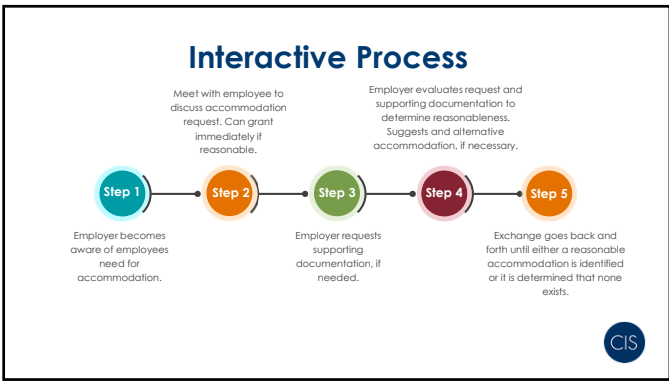 Interactive Process
Meet with employee to
discuss accommodation
request. Can grant
immediately if
reasonable.
Employer evaluates request and
supporting documentation to
determine reasonableness.
Suggests and alternative
accommodation, if necessary.
Step 1
Step 2
Step 3
Step 4
Step 5
Employer becomes
aware of employees
need for
accommodation.
Employer requests
supporting
documentation, if
needed.
Exchange goes back and
forth until either a reasonable
accommodation is identified
or it is determined that none
exists.
CIS